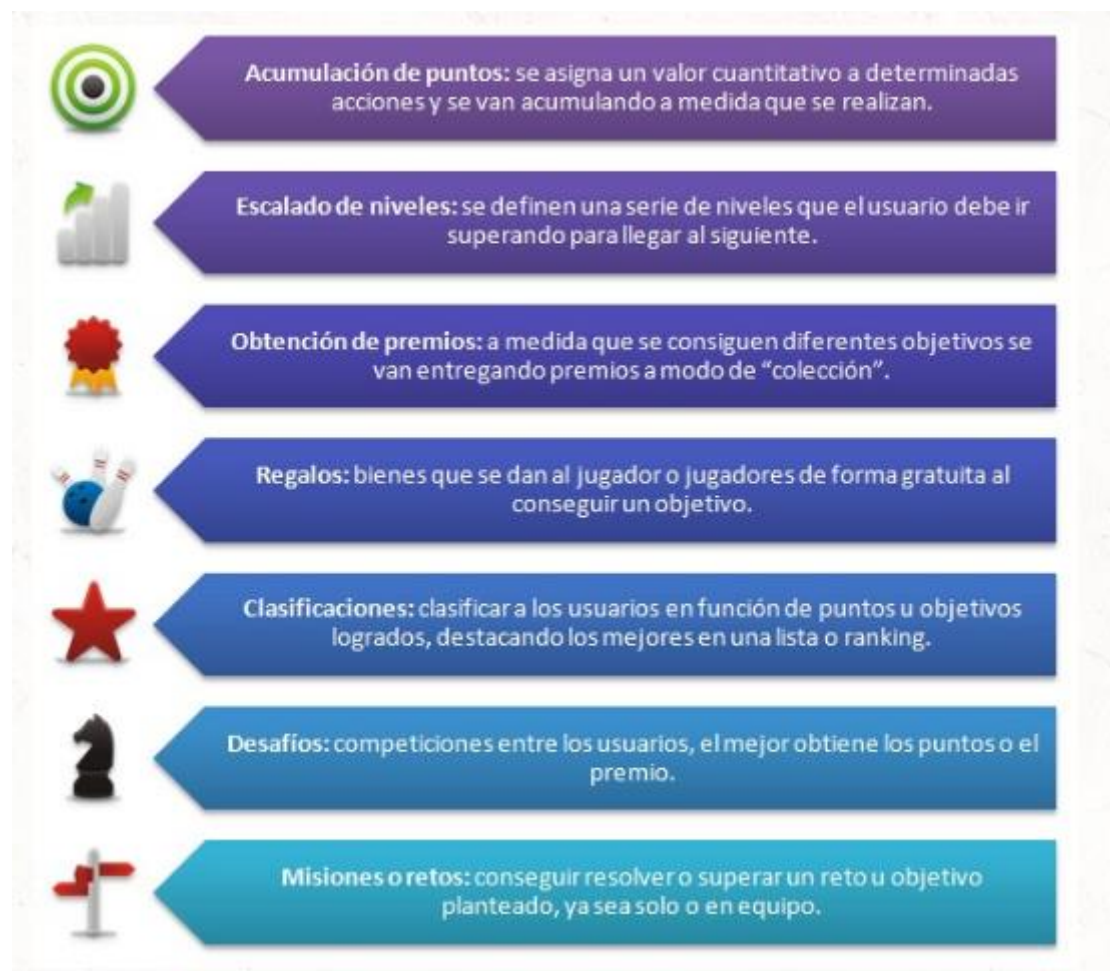 Acumulación de puntos: se asigna un valor cuantitativo a determinadas
acciones y se van acumulando a medida que se realizan.
Escalado de niveles: se definen una serie de niveles que el usuario debe ir
superando para llegar al siguiente.
Obtención de premios: a medida que se consiguen diferentes objetivos se
van entregando premios a modo de “colección”.
Regalos: bienes que se dan al jugador o jugadores de forma gratuita al
conseguir un objetivo.
Clasificaciones: clasificar a los usuarios en función de puntos u objetivos
logrados, destacando los mejores en una lista o ranking.
Desafíos: competiciones entre los usuarios, el mejor obtiene los puntos o el
premio.
Misiones o retos: conseguir resolver o superar un reto u objetivo
planteado, ya sea solo o en equipo.